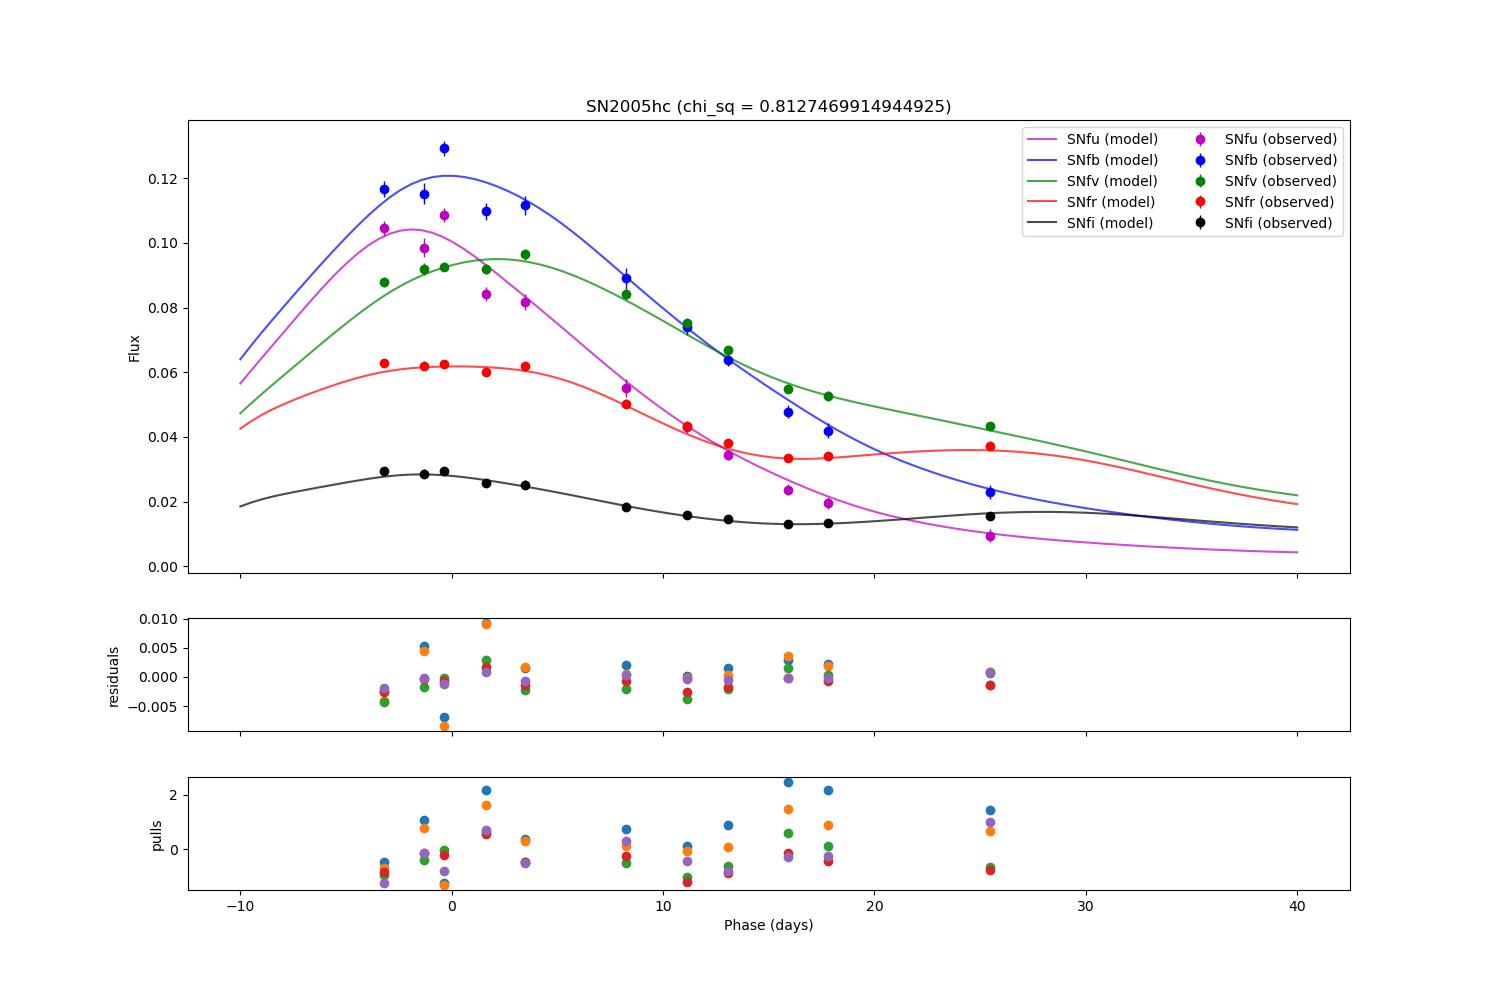 SN2005hc (chi_sq = 0.8127469914944925)
SNfu (model) SNfu (observed)
SNfb (model) SNfb (observed)
SNfv (model) SNfv (observed)
SNfr (model) SNfr (observed)
SNfi (model) SNfi (observed)
Flux
0.12
0.10
0.08
0.06
0.04
0.02
0.00
residuals
0.010
0.005
0.000
−0.005
pulls
2
0
−10 0 10 20 30 40
Phase (days)